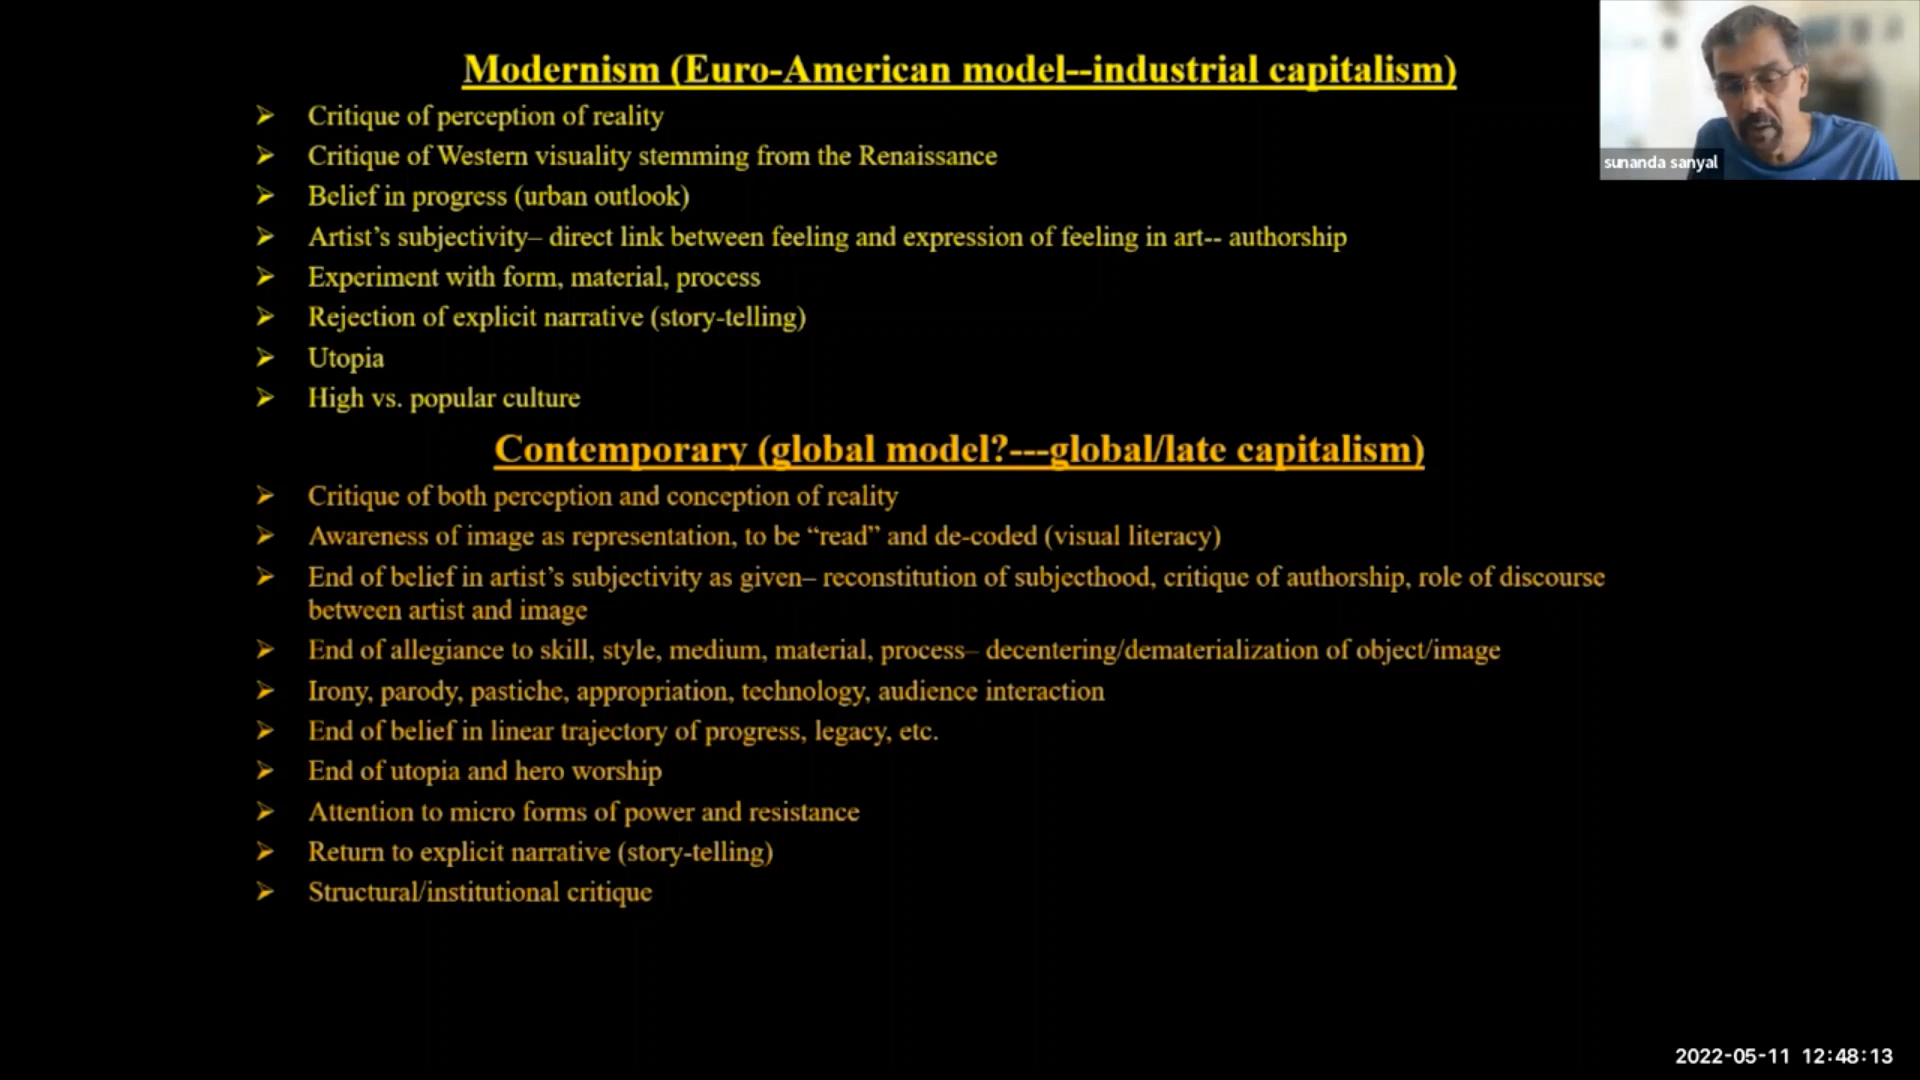 Modernism (Euro-American model--industrial capitalism)
➢ Critique of perception of reality
➢ Critique of Western visuality stemming from the Renaissance
➢ Belief in progress (urban outlook)
➢ Artist’s subjectivity– direct link between feeling and expression of feeling in art-- authorship
➢ Experiment with form, material, process
➢ Rejection of explicit narrative (story-telling)
➢ Utopia
➢ High vs. popular culture
Contemporary (global model?---global/late capitalism)
➢ Critique of both perception and conception of reality
➢ Awareness of image as representation, to be “read” and de-coded (visual literacy)
➢ End of belief in artist’s subjectivity as given– reconstitution of subjecthood, critique of authorship, role of discourse
between artist and image
➢ End of allegiance to skill, style, medium, material, process– decentering/dematerialization of object/image
➢ Irony, parody, pastiche, appropriation, technology, audience interaction
➢ End of belief in linear trajectory of progress, legacy, etc.
➢ End of utopia and hero worship
➢ Attention to micro forms of power and resistance
➢ Return to explicit narrative (story-telling)
➢ Structural/institutional critique
sunanda sanyal
2022-05-11 12:48:13